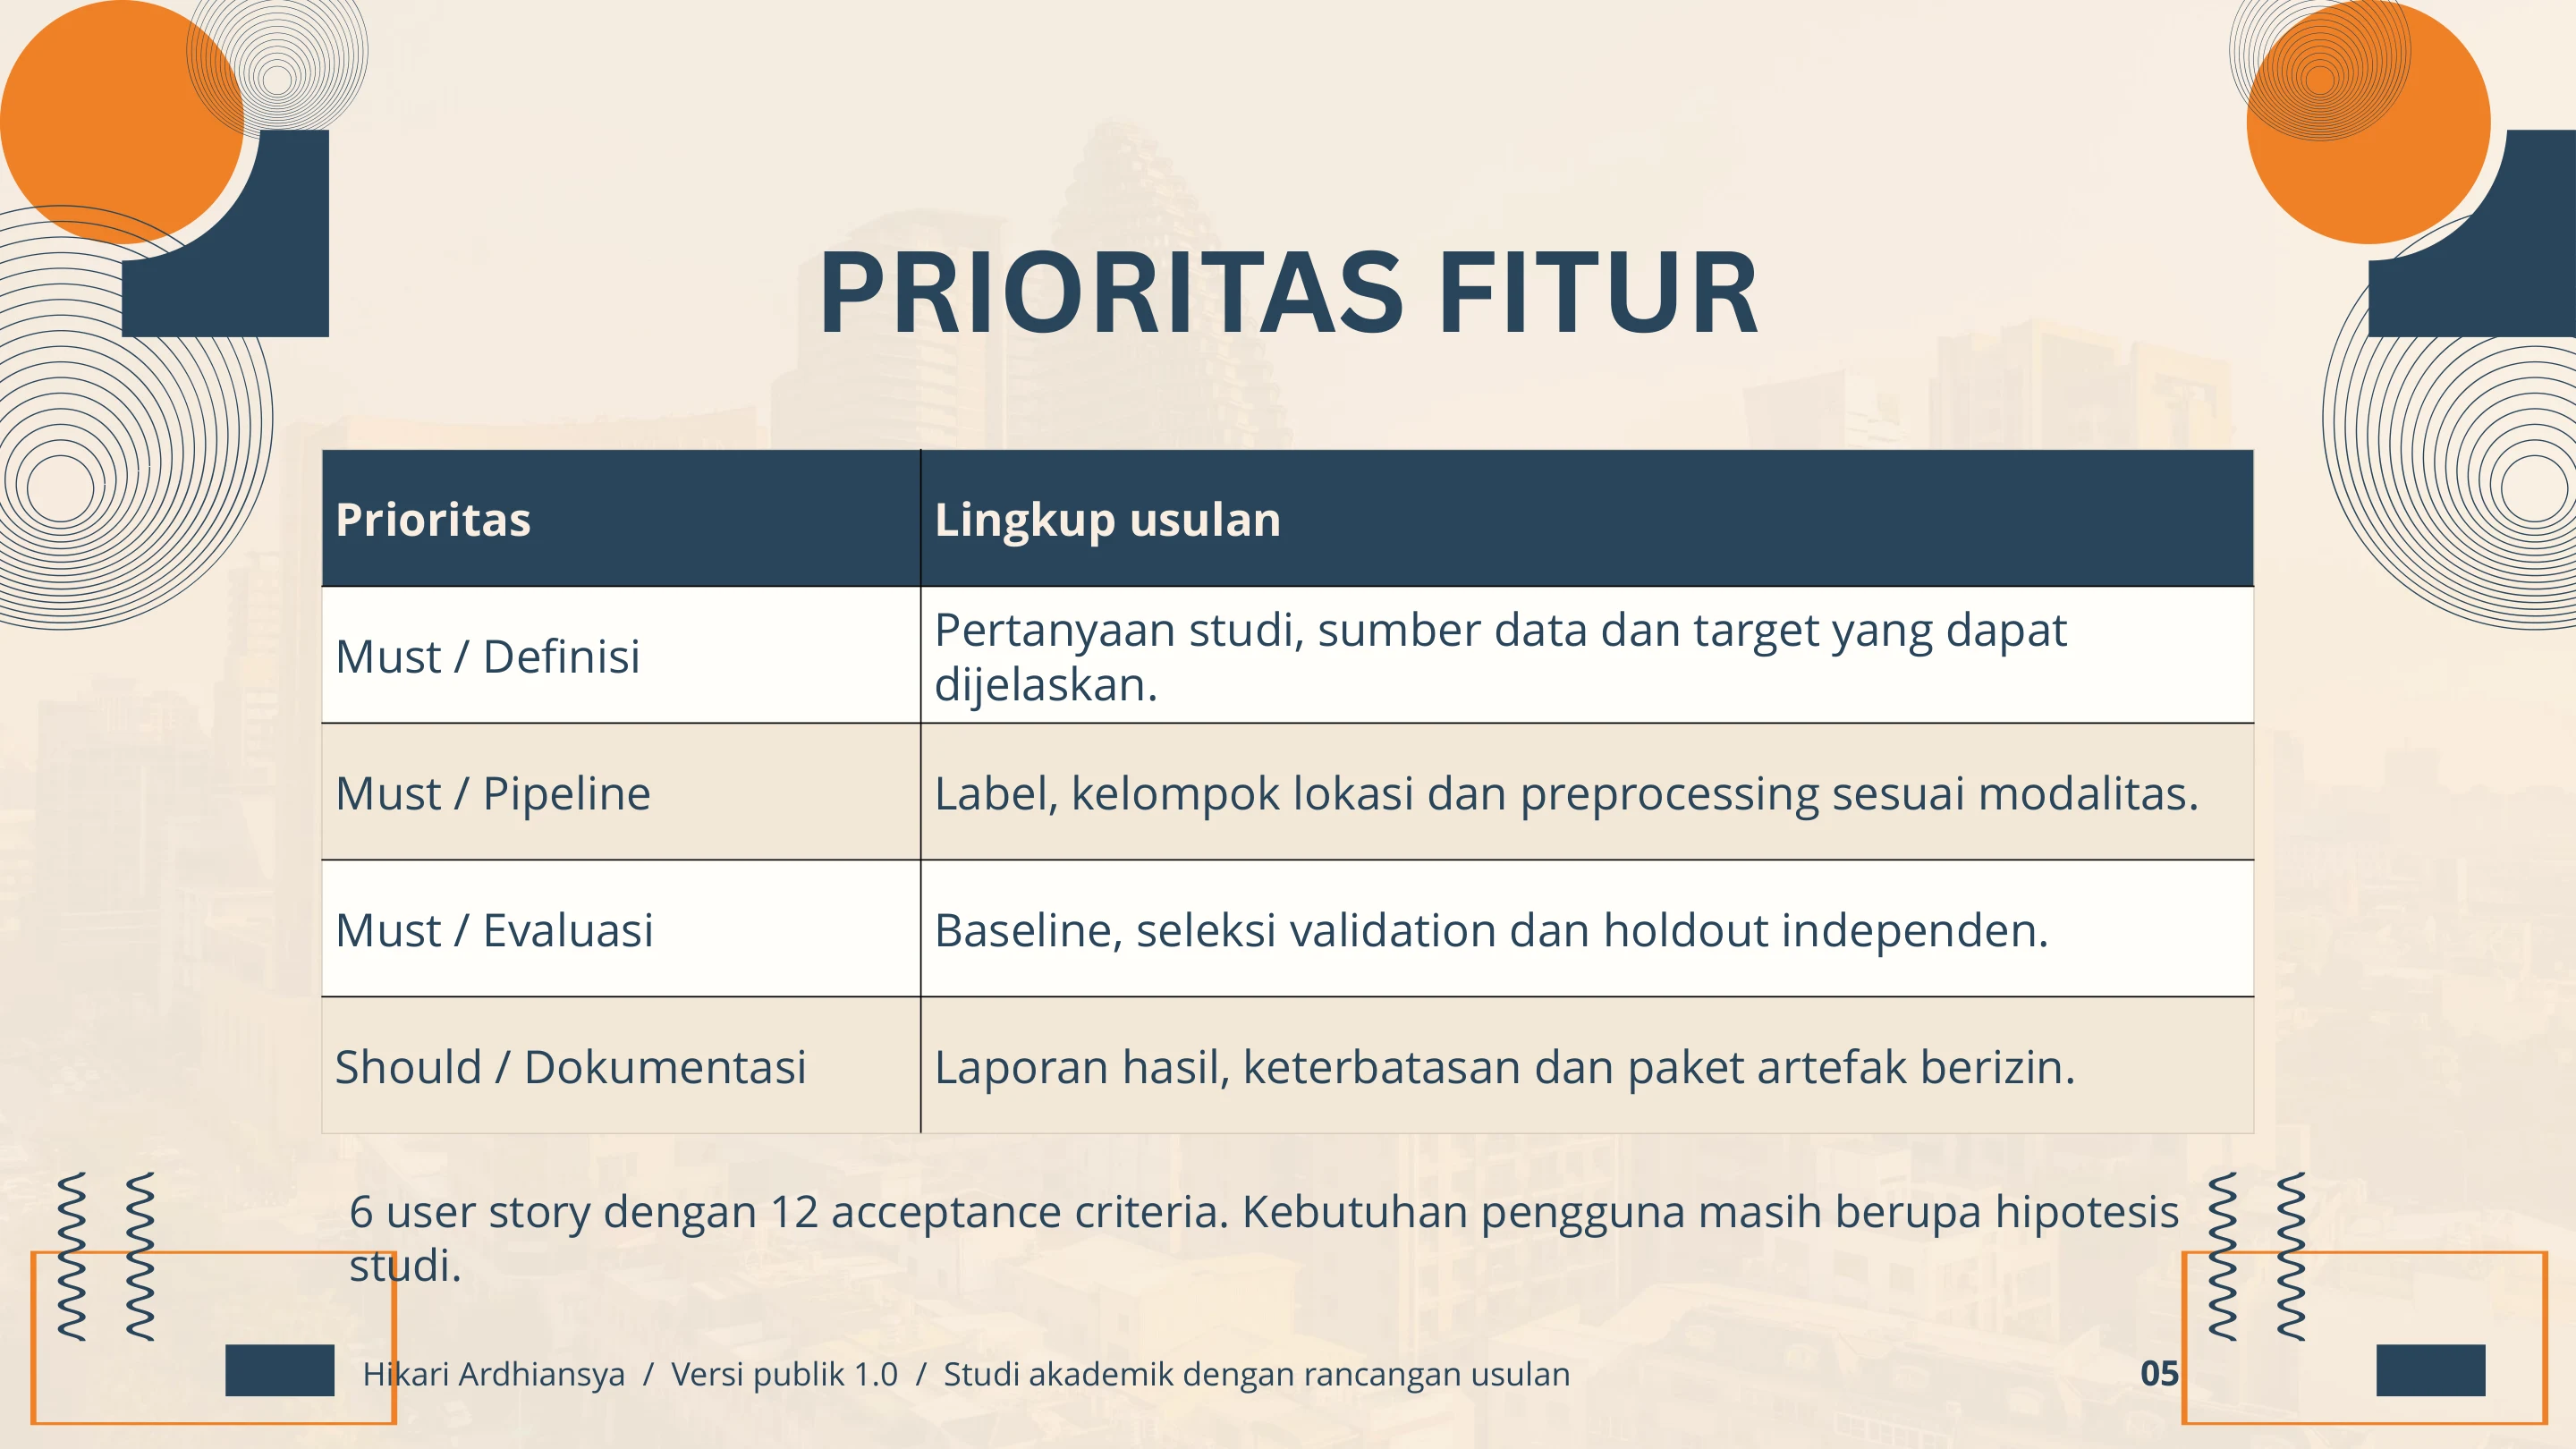 PRIORITAS FITUR
Prioritas
Lingkup usulan
Must / Definisi
Pertanyaan studi, sumber data dan target yang dapat
dijelaskan.
Must / Pipeline
Label, kelompok lokasi dan preprocessing sesuai modalitas.
Must / Evaluasi
Baseline, seleksi validation dan holdout independen.
Should / Dokumentasi
Laporan hasil, keterbatasan dan paket artefak berizin.
6 user story dengan 12 acceptance criteria. Kebutuhan pengguna masih berupa hipotesis
studi.
Hikari Ardhiansya / Versi publik 1.0 / Studi akademik dengan rancangan usulan
05